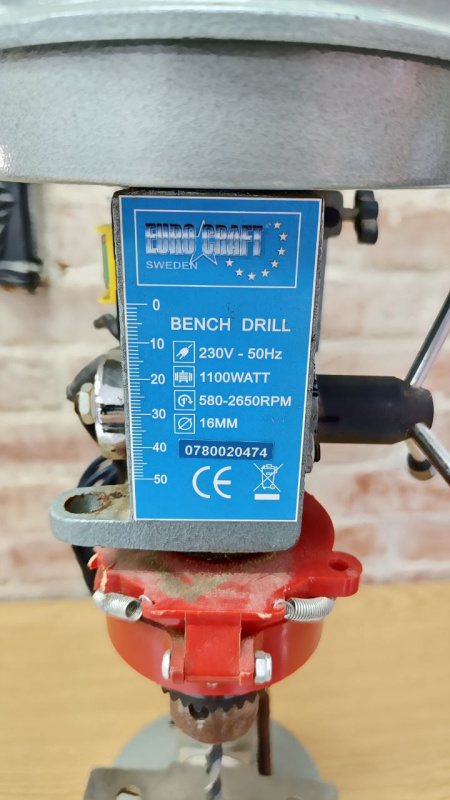 EURO CRAFT
SWEDEN
0
BENCH DRILL
10
230V - 50Hz
20
1100WATT
580-2650RPM
30
16MM
40
0780020474
50
CE